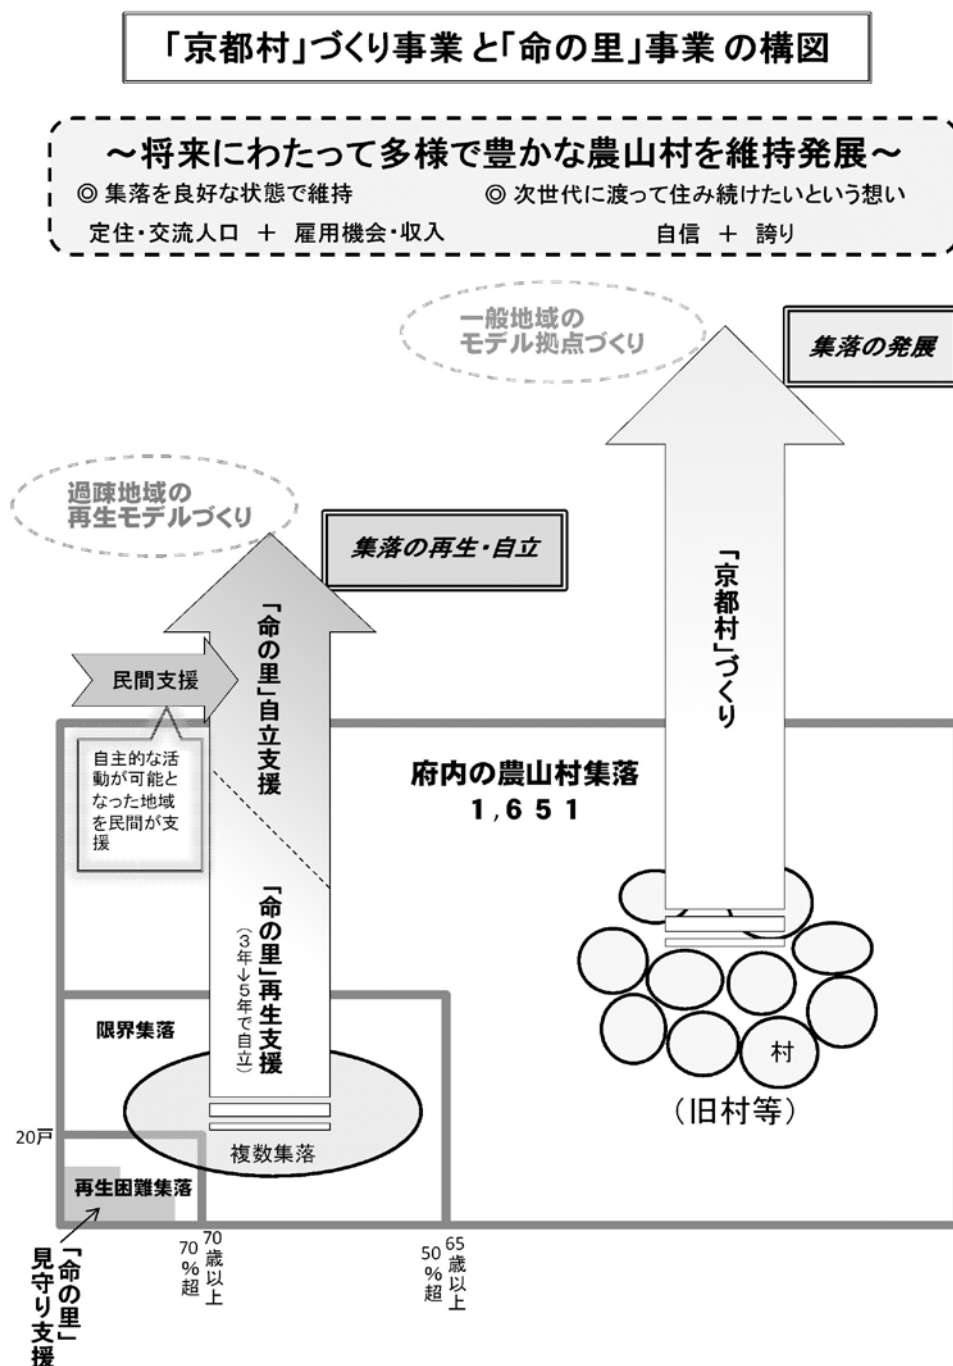 「京都村」づくり事業 と「命の里」事業 の構図
～将来にわたって多様で豊かな農山村を維持発展～
◎ 集落を良好な状態で維持
◎ 次世代に渡って住み続けたいという想い
定住・交流人口 ＋ 雇用機会・収入
自信 ＋ 誇り
一般地域の
モデル拠点づくり
集落の発展
過疎地域の
再生モデルづくり
集落の再生・自立
「京都村」づくり
「命の里」自立支援
民間支援
自主的な活
動が可能と
なった地域
を民間が支
援
府内の農山村集落
1,651
「命の里」再生支援
（３年→５年で自立）
限界集落
複数集落
村
（旧村等）
20戸
再生困難集落
70歳以上
70%超
65歳以上
50%超
「命の里」
見守り支援